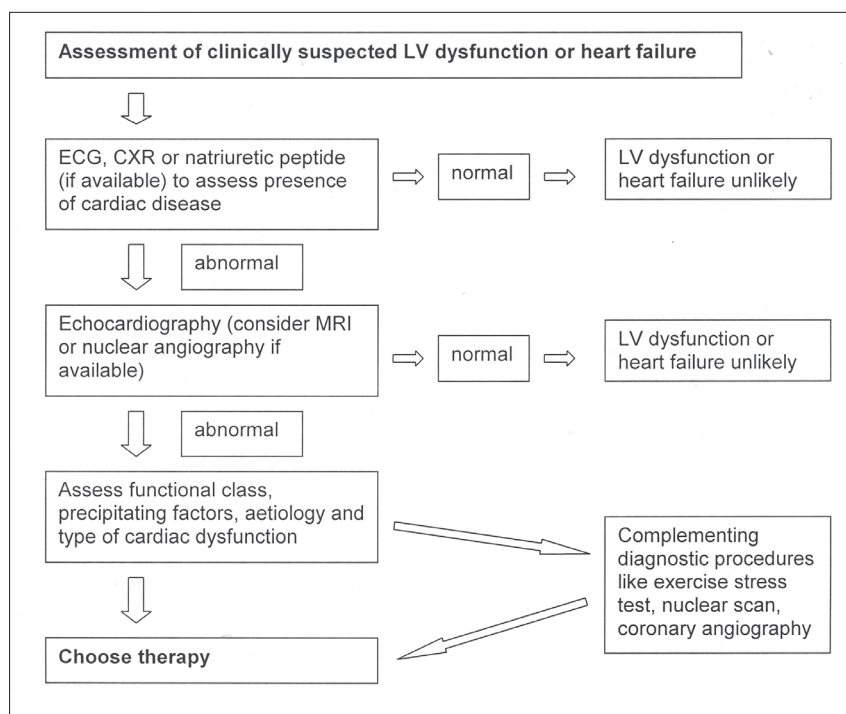 Assessment of clinically suspected LV dysfunction or heart failure
ECG, CXR or natriuretic peptide
(if available) to assess presence
of cardiac disease
normal
LV dysfunction or
heart failure unlikely
abnormal
Echocardiography (consider MRI
or nuclear angiography if
available)
normal
LV dysfunction or
heart failure unlikely
abnormal
Assess functional class,
precipitating factors, aetiology and
type of cardiac dysfunction
Complementing
diagnostic procedures
like exercise stress
test, nuclear scan,
coronary angiography
Choose therapy